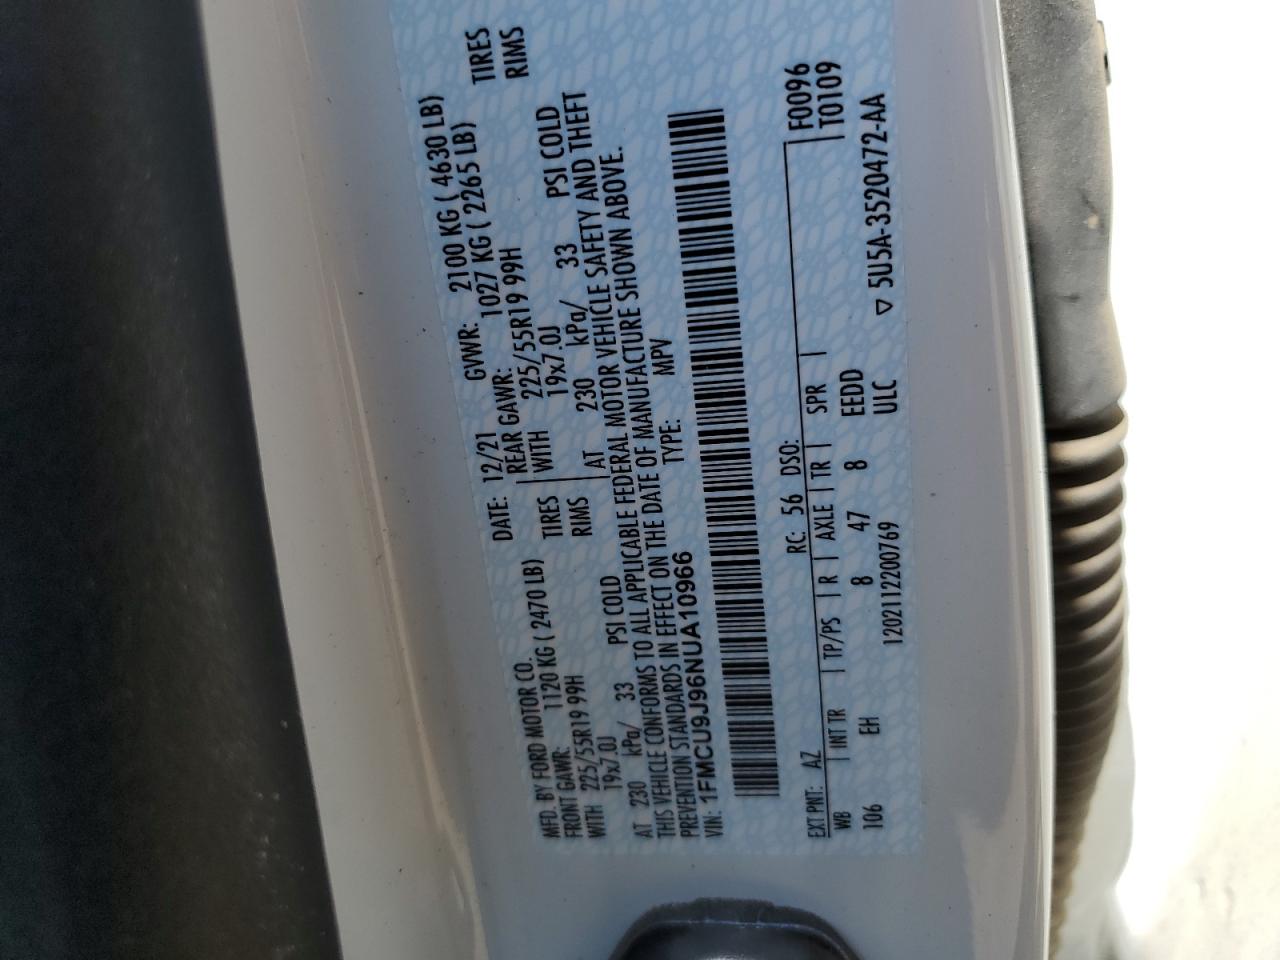 MFD. BY FORD MOTOR CO.
DATE: 12/21 GVWR: 2100 KG ( 4630 LB)
FRONT GAWR: 1120 KG ( 2470 LB) REAR GAWR: 1027 KG ( 2265 LB)
WITH 225/55R19 99H TIRES WITH 225/55R19 99H TIRES
19x7.0J RIMS 19x7.0J RIMS
AT 230 kPa/ 33 PSI COLD AT 230 kPa/ 33 PSI COLD
THIS VEHICLE CONFORMS TO ALL APPLICABLE FEDERAL MOTOR VEHICLE SAFETY AND THEFT
PREVENTION STANDARDS IN EFFECT ON THE DATE OF MANUFACTURE SHOWN ABOVE.
VIN: 1FMCU9J96NUA10966 TYPE: MPV
EXT PNT: AZ RC: 56 DSO: F0096
WB INT TR TP/PS R AXLE TR SPR T0109
106 EH 8 47 8 EEDD
1202112200769 ULC ▽ 5U5A-3520472-AA